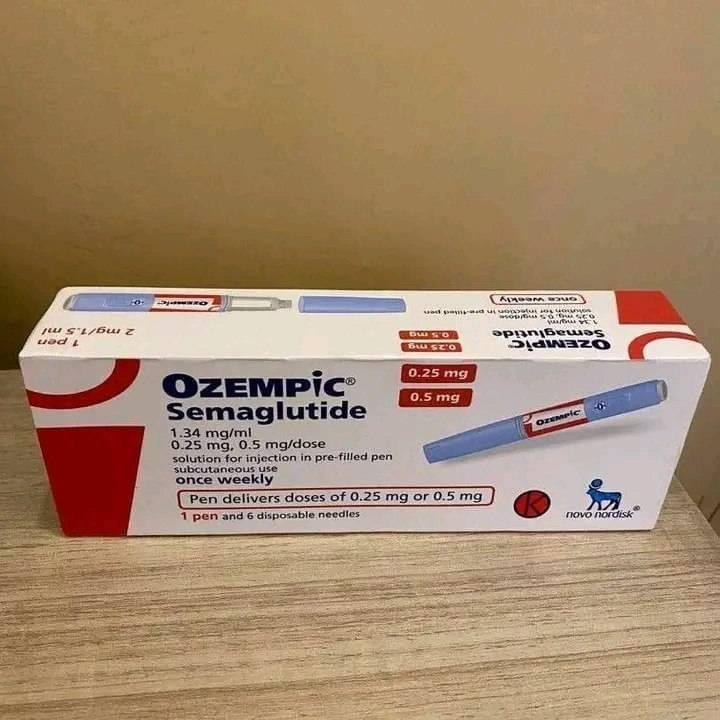 OZEMPIC®
once weekly
solution for injection in pre-filled pen
0.25 mg, 0.5 mg/dose
1.34 mg/ml
Semaglutide
OZEMPIC®
0.5 mg
0.25 mg
2 mg/1.5 ml
1 pen
OZEMPIC®
Semaglutide
1.34 mg/ml
0.25 mg, 0.5 mg/dose
solution for injection in pre-filled pen
subcutaneous use
once weekly
Pen delivers doses of 0.25 mg or 0.5 mg
1 pen and 6 disposable needles
0.25 mg
0.5 mg
OZEMPIC®
K
novo nordisk®